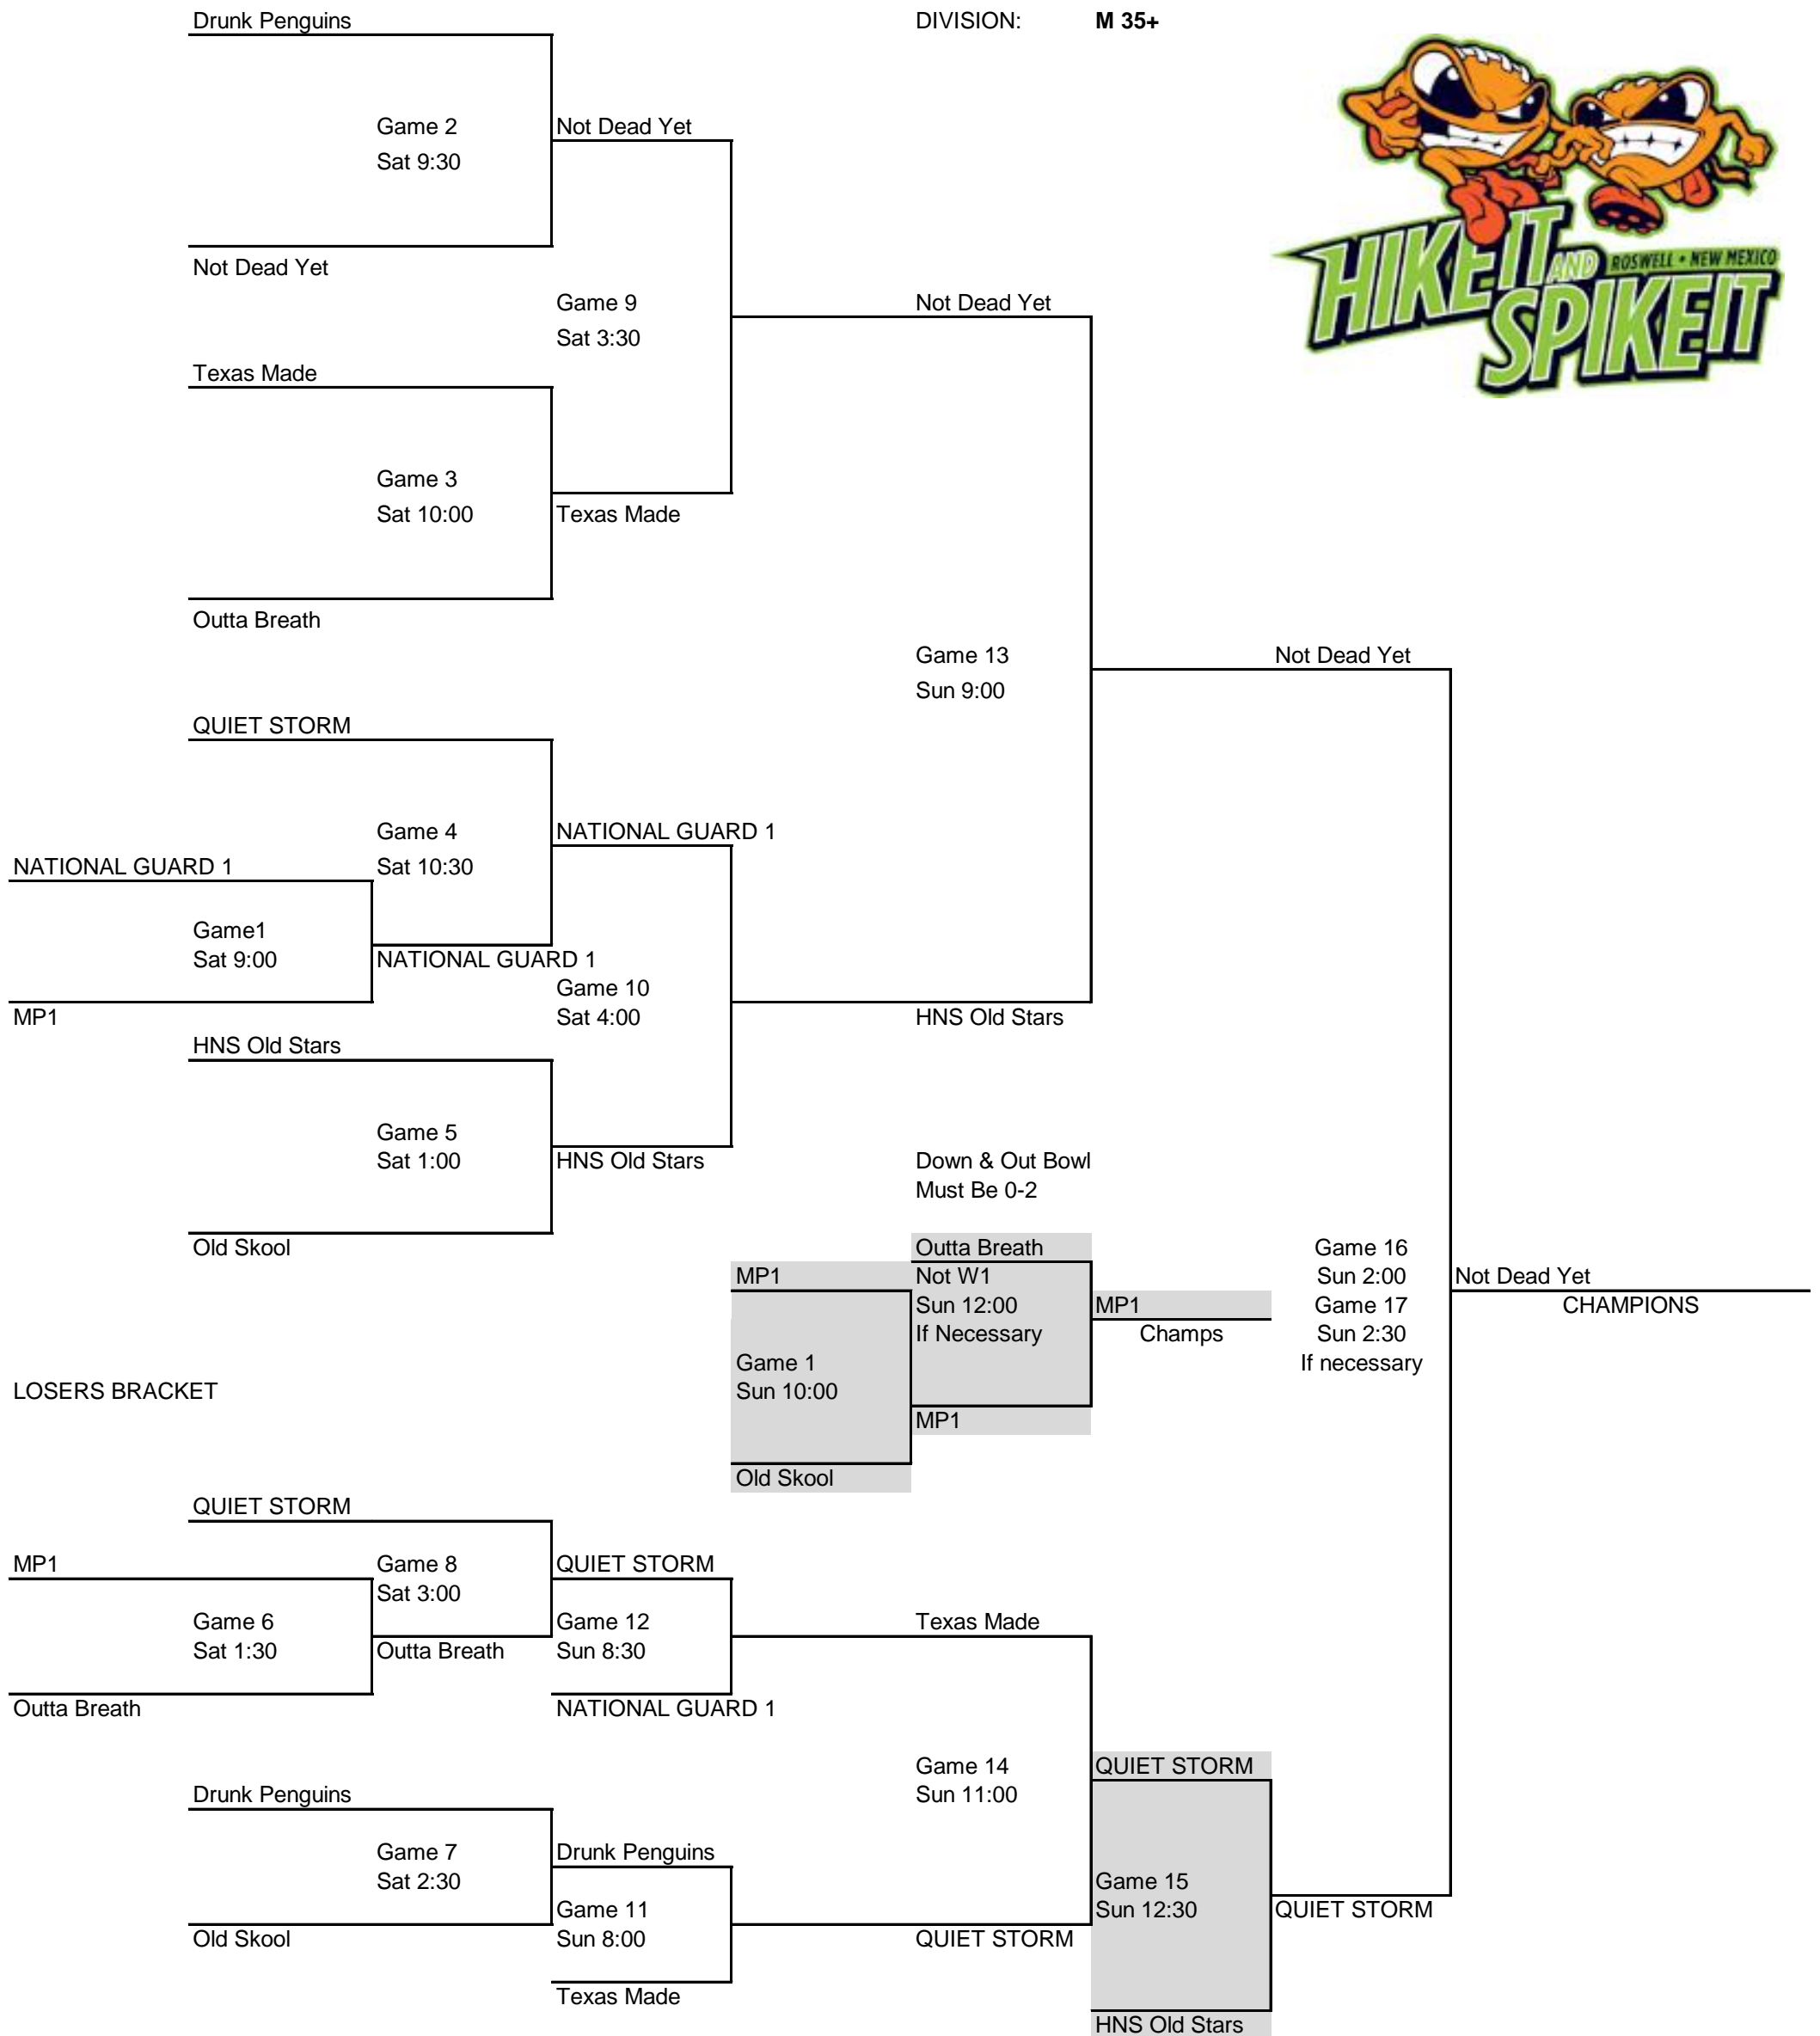 Drunk Penguins
DIVISION: M 35+
Game 2
Not Dead Yet
Sat 9:30
HIKE IT AND SPIKE IT
ROSWELL • NEW MEXICO
Not Dead Yet
Game 9
Not Dead Yet
Sat 3:30
Texas Made
Game 3
Sat 10:00
Texas Made
Outta Breath
Game 13
Not Dead Yet
Sun 9:00
QUIET STORM
Game 4
NATIONAL GUARD 1
NATIONAL GUARD 1
Sat 10:30
Game1
Sat 9:00
NATIONAL GUARD 1
Game 10
MP1
Sat 4:00
HNS Old Stars
HNS Old Stars
Game 5
Sat 1:00
HNS Old Stars
Down & Out Bowl
Must Be 0-2
Old Skool
Outta Breath
Game 16
MP1
Not W1
Sun 2:00
Not Dead Yet
Sun 12:00
MP1
Game 17
CHAMPIONS
If Necessary
Champs
Sun 2:30
Game 1
If necessary
LOSERS BRACKET
Sun 10:00
MP1
Old Skool
QUIET STORM
MP1
Game 8
QUIET STORM
Sat 3:00
Game 6
Game 12
Texas Made
Sat 1:30
Outta Breath
Sun 8:30
Outta Breath
NATIONAL GUARD 1
Game 14
QUIET STORM
Drunk Penguins
Sun 11:00
Game 7
Drunk Penguins
Sat 2:30
Game 15
Game 11
Sun 12:30
QUIET STORM
Old Skool
Sun 8:00
QUIET STORM
Texas Made
HNS Old Stars